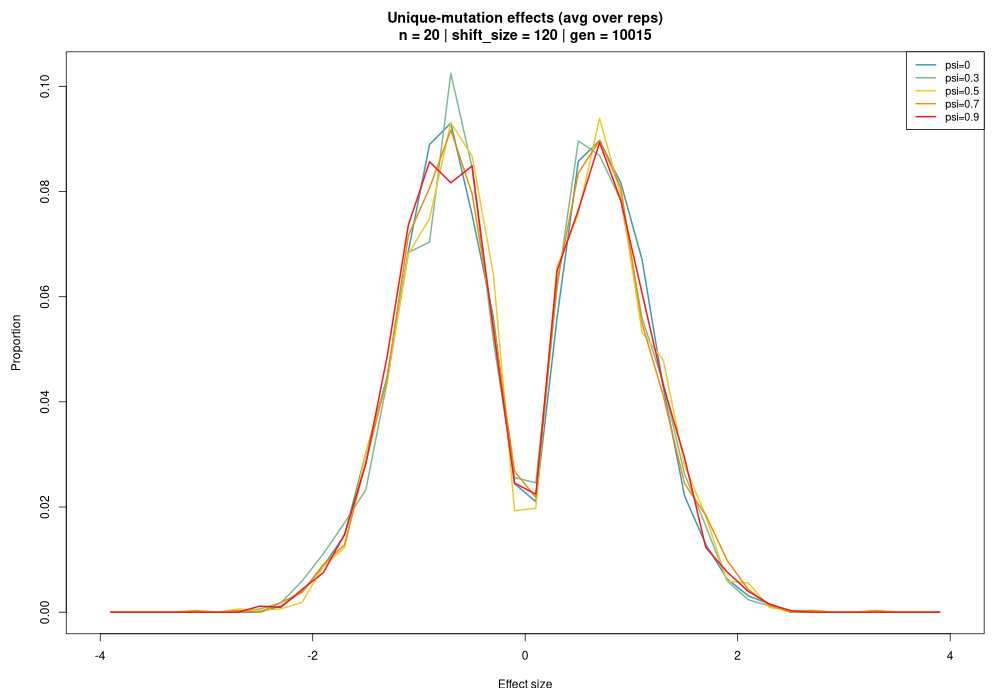 Unique-mutation effects (avg over reps)
n = 20 | shift_size = 120 | gen = 10015
psi=0
psi=0.3
psi=0.5
psi=0.7
psi=0.9
Proportion
0.10
0.08
0.06
0.04
0.02
0.00
-4 -2 0 2 4
Effect size